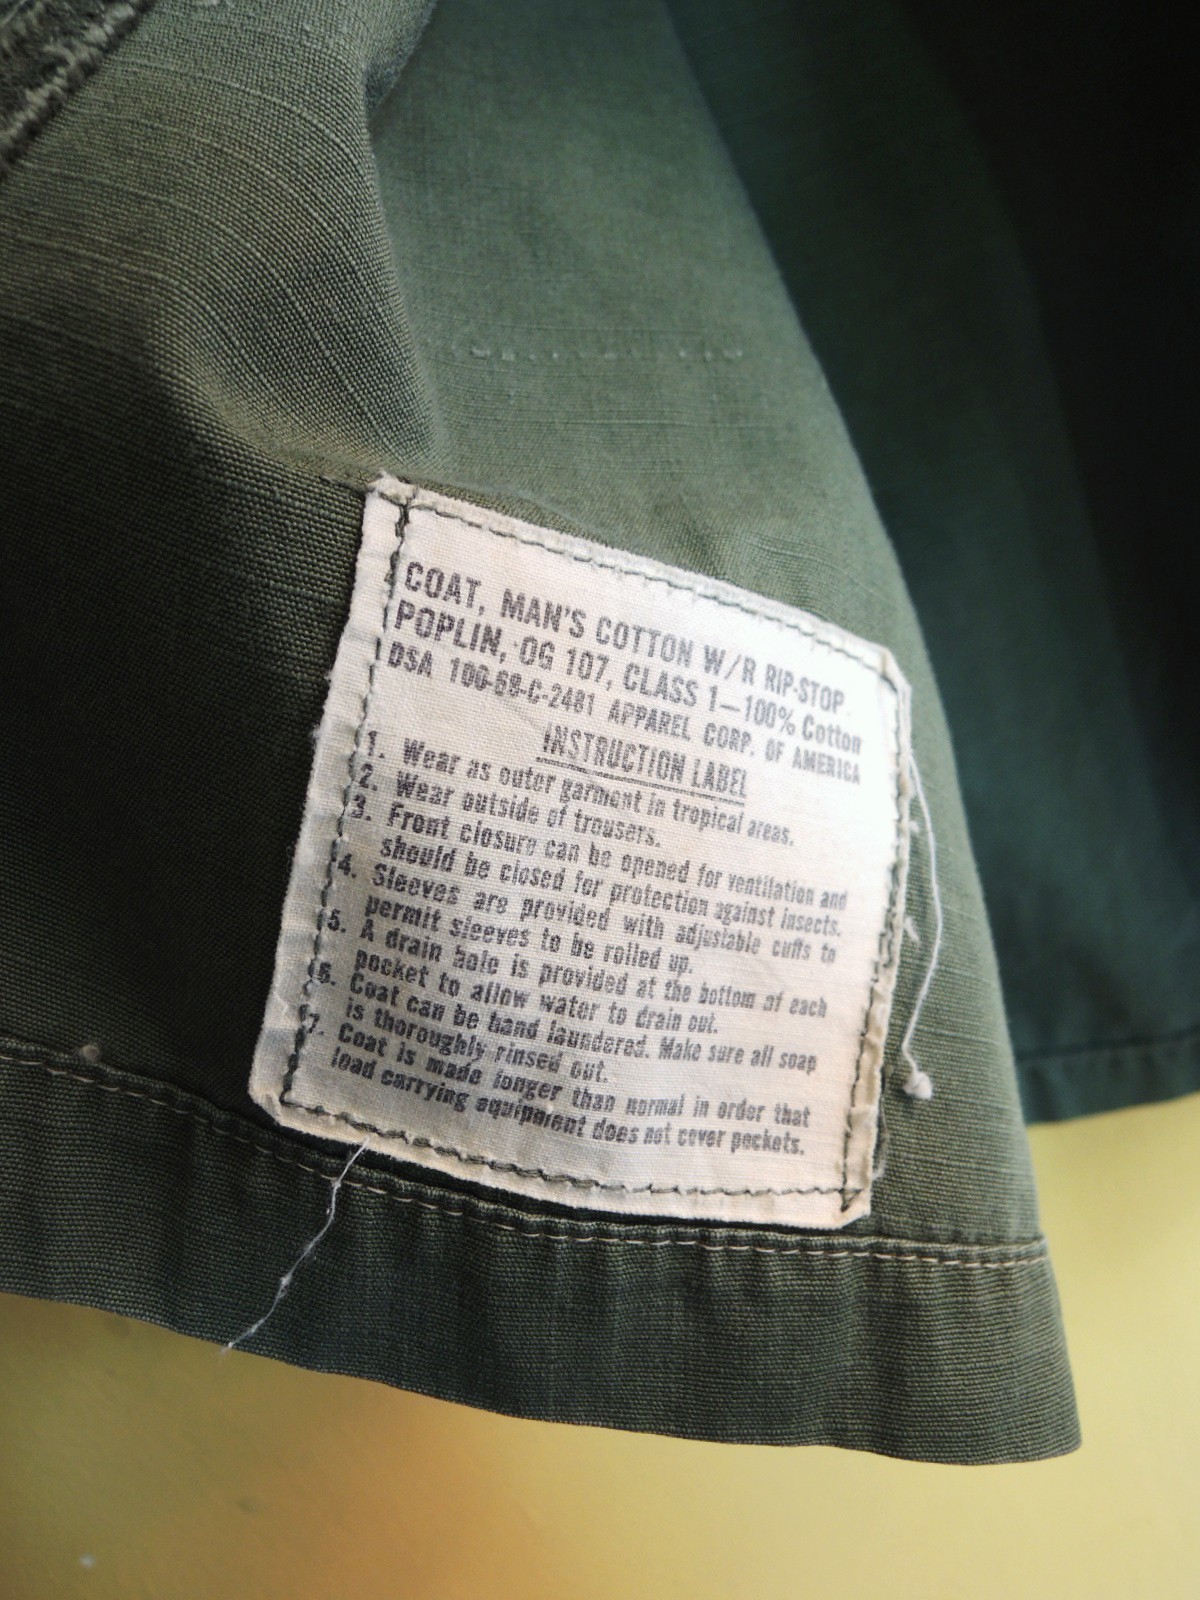 COAT, MAN'S COTTON W/R RIP-STOP
POPLIN, OG 107, CLASS 1—100% Cotton
DSA 100-69-C-2481 APPAREL CORP. OF AMERICA
INSTRUCTION LABEL
1. Wear as outer garment in tropical areas.
2. Wear outside of trousers.
3. Front closure can be opened for ventilation and
should be closed for protection against insects.
4. Sleeves are provided with adjustable cuffs to
permit sleeves to be rolled up.
5. A drain hole is provided at the bottom of each
pocket to allow water to drain out.
6. Coat can be hand laundered. Make sure all soap
is thoroughly rinsed out.
7. Coat is made longer than normal in order that
load carrying equipment does not cover pockets.